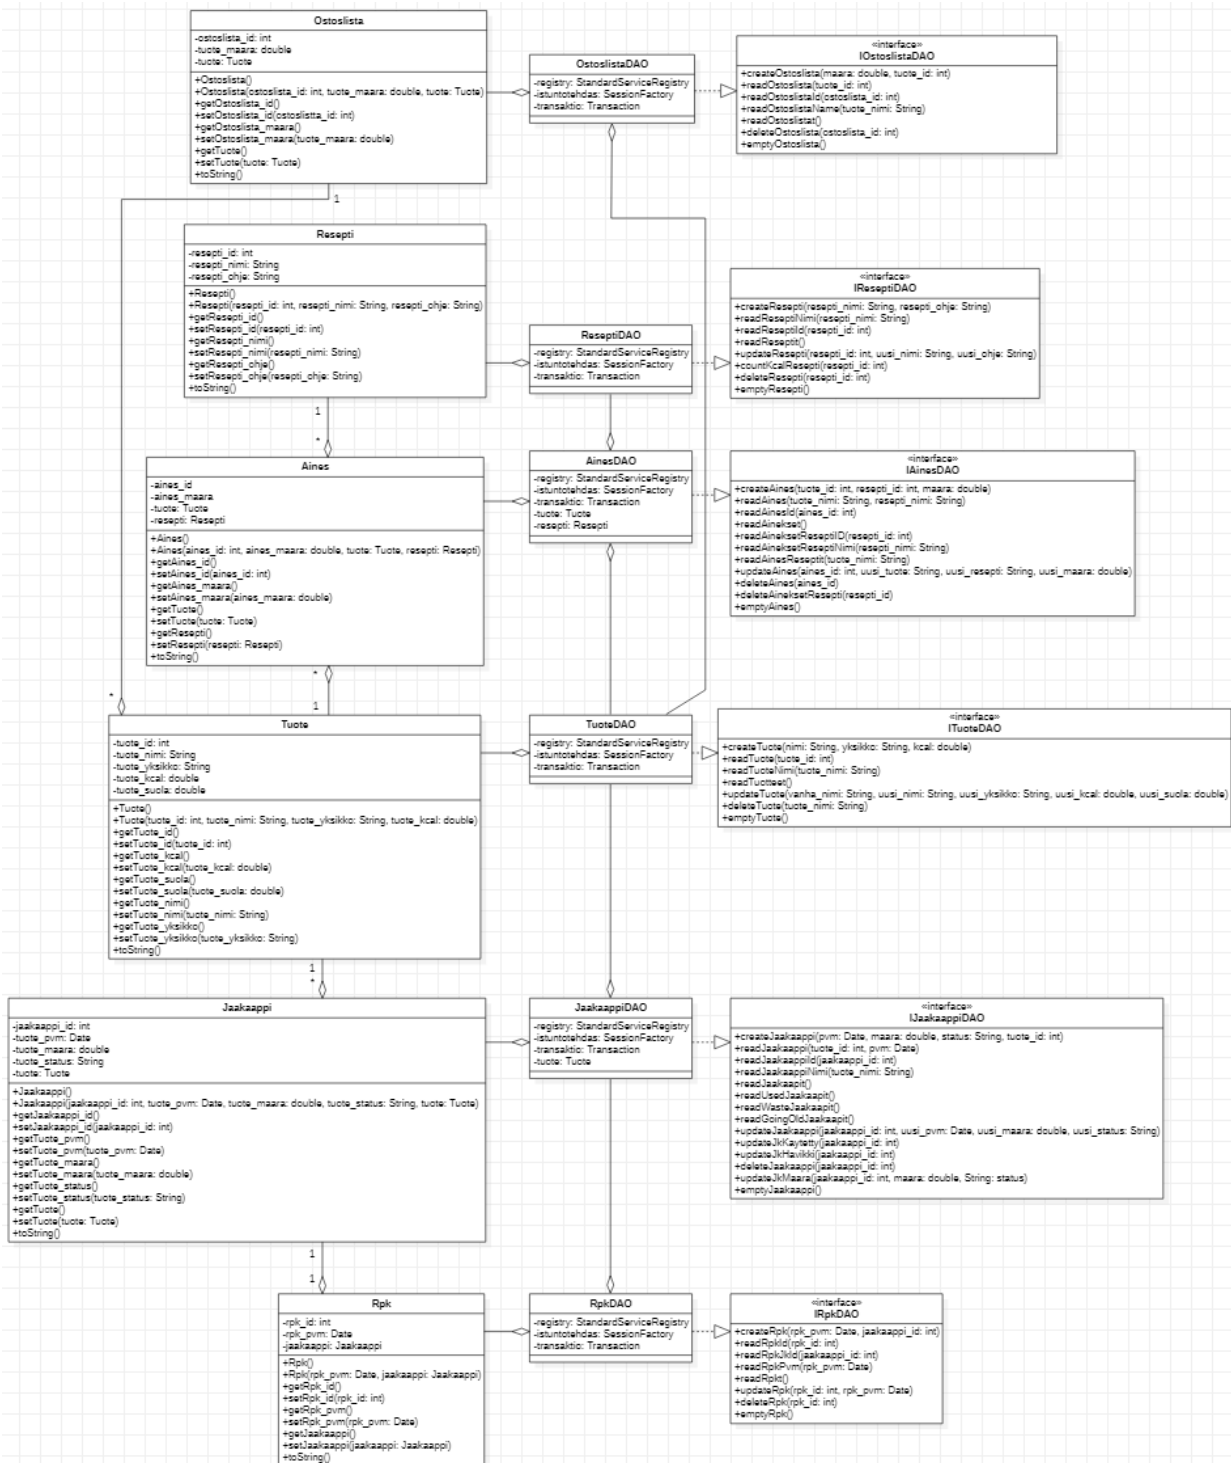 Ostoslista
-ostoslista_id: int
-tuote_maara: double
-tuote: Tuote
+Ostoslista()
+Ostoslista(ostoslista_id: int, tuote_maara: double, tuote: Tuote)
+getOstoslista_id()
+setOstoslista_id(ostoslistta_id: int)
+getOstoslista_maara()
+setOstoslista_maara(tuote_maara: double)
+getTuote()
+setTuote(tuote: Tuote)
+toString()
OstoslistaDAO
-registry: StandardServiceRegistry
-istuntotehdas: SessionFactory
-transaktio: Transaction
«interface»
IOstoslistaDAO
+createOstoslista(maara: double, tuote_id: int)
+readOstoslista(tuote_id: int)
+readOstoslistaId(ostoslista_id: int)
+readOstoslistaName(tuote_nimi: String)
+readOstoslistat()
+deleteOstoslista(ostoslista_id: int)
+emptyOstoslista()
1
Resepti
-resepti_id: int
-resepti_nimi: String
-resepti_ohje: String
+Resepti()
+Resepti(resepti_id: int, resepti_nimi: String, resepti_ohje: String)
+getResepti_id()
+setResepti_id(resepti_id: int)
+getResepti_nimi()
+setResepti_nimi(resepti_nimi: String)
+getResepti_ohje()
+setResepti_ohje(resepti_ohje: String)
+toString()
ReseptiDAO
-registry: StandardServiceRegistry
-istuntotehdas: SessionFactory
-transaktio: Transaction
«interface»
IReseptiDAO
+createResepti(resepti_nimi: String, resepti_ohje: String)
+readReseptiNimi(resepti_nimi: String)
+readReseptiId(resepti_id: int)
+readReseptit()
+updateResepti(resepti_id: int, uusi_nimi: String, uusi_ohje: String)
+countKcalResepti(resepti_id: int)
+deleteResepti(resepti_id: int)
+emptyResepti()
1
*
Aines
-aines_id
-aines_maara
-tuote: Tuote
-resepti: Resepti
+Aines()
+Aines(aines_id: int, aines_maara: double, tuote: Tuote, resepti: Resepti)
+getAines_id()
+setAines_id(aines_id: int)
+getAines_maara()
+setAines_maara(aines_maara: double)
+getTuote()
+setTuote(tuote: Tuote)
+getResepti()
+setResepti(resepti: Resepti)
+toString()
AinesDAO
-registry: StandardServiceRegistry
-istuntotehdas: SessionFactory
-transaktio: Transaction
-tuote: Tuote
-resepti: Resepti
«interface»
IAinesDAO
+createAines(tuote_id: int, resepti_id: int, maara: double)
+readAines(tuote_nimi: String, resepti_nimi: String)
+readAinesId(aines_id: int)
+readAinekset()
+readAineksetReseptiID(resepti_id: int)
+readAineksetReseptiNimi(resepti_nimi: String)
+readAinesReseptit(tuote_nimi: String)
+updateAines(aines_id: int, uusi_tuote: String, uusi_resepti: String, uusi_maara: double)
+deleteAines(aines_id)
+deleteAineksetResepti(resepti_id)
+emptyAines()
*
1
*
Tuote
-tuote_id: int
-tuote_nimi: String
-tuote_yksikko: String
-tuote_kcal: double
-tuote_suola: double
+Tuote()
+Tuote(tuote_id: int, tuote_nimi: String, tuote_yksikko: String, tuote_kcal: double)
+getTuote_id()
+setTuote_id(tuote_id: int)
+getTuote_kcal()
+setTuote_kcal(tuote_kcal: double)
+getTuote_suola()
+setTuote_suola(tuote_suola: double)
+getTuote_nimi()
+setTuote_nimi(tuote_nimi: String)
+getTuote_yksikko()
+setTuote_yksikko(tuote_yksikko: String)
+toString()
TuoteDAO
-registry: StandardServiceRegistry
-istuntotehdas: SessionFactory
-transaktio: Transaction
«interface»
ITuoteDAO
+createTuote(nimi: String, yksikko: String, kcal: double)
+readTuote(tuote_id: int)
+readTuoteNimi(tuote_nimi: String)
+readTuotteet()
+updateTuote(vanha_nimi: String, uusi_nimi: String, uusi_yksikko: String, uusi_kcal: double, uusi_suola: double)
+deleteTuote(tuote_nimi: String)
+emptyTuote()
1
*
Jaakaappi
-jaakaappi_id: int
-tuote_pvm: Date
-tuote_maara: double
-tuote_status: String
-tuote: Tuote
+Jaakaappi()
+Jaakaappi(jaakaappi_id: int, tuote_pvm: Date, tuote_maara: double, tuote_status: String, tuote: Tuote)
+getJaakaappi_id()
+setJaakaappi_id(jaakaappi_id: int)
+getTuote_pvm()
+setTuote_pvm(tuote_pvm: Date)
+getTuote_maara()
+setTuote_maara(tuote_maara: double)
+getTuote_status()
+setTuote_status(tuote_status: String)
+getTuote()
+setTuote(tuote: Tuote)
+toString()
JaakaappiDAO
-registry: StandardServiceRegistry
-istuntotehdas: SessionFactory
-transaktio: Transaction
-tuote: Tuote
«interface»
IJaakaappiDAO
+createJaakaappi(pvm: Date, maara: double, status: String, tuote_id: int)
+readJaakaappi(tuote_id: int, pvm: Date)
+readJaakaappiId(jaakaappi_id: int)
+readJaakaappiNimi(tuote_nimi: String)
+readJaakaapit()
+readUsedJaakaapit()
+readWasteJaakaapit()
+readGoingOldJaakaapit()
+updateJaakaappi(jaakaappi_id: int, uusi_pvm: Date, uusi_maara: double, uusi_status: String)
+updateJkKaytetty(jaakaappi_id: int)
+updateJkHavikki(jaakaappi_id: int)
+deleteJaakaappi(jaakaappi_id: int)
+updateJkMaara(jaakaappi_id: int, maara: double, String: status)
+emptyJaakaappi()
1
1
Rpk
-rpk_id: int
-rpk_pvm: Date
-jaakaappi: Jaakaappi
+Rpk()
+Rpk(rpk_pvm: Date, jaakaappi: Jaakaappi)
+getRpk_id()
+setRpk_id(rpk_id: int)
+getRpk_pvm()
+setRpk_pvm(rpk_pvm: Date)
+getJaakaappi()
+setJaakaappi(jaakaappi: Jaakaappi)
+toString()
RpkDAO
-registry: StandardServiceRegistry
-istuntotehdas: SessionFactory
-transaktio: Transaction
«interface»
IRpkDAO
+createRpk(rpk_pvm: Date, jaakaappi_id: int)
+readRpkId(rpk_id: int)
+readRpkJkId(jaakaappi_id: int)
+readRpkPvm(rpk_pvm: Date)
+readRpkt()
+updateRpk(rpk_id: int, rpk_pvm: Date)
+deleteRpk(rpk_id: int)
+emptyRpk()